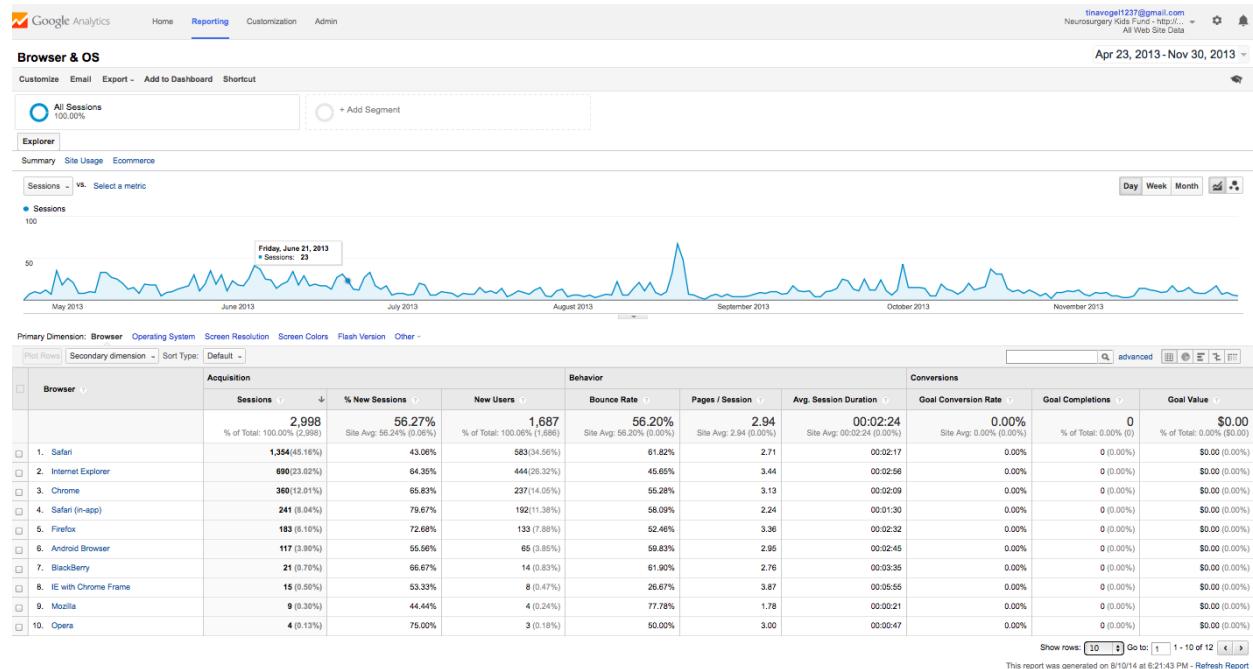 Google Analytics Home Reporting Customization Admin
tinavogel1237@gmail.com
Neurosurgery Kids Fund - http://...
All Web Site Data
Browser & OS
Apr 23, 2013 - Nov 30, 2013
Customize Email Export Add to Dashboard Shortcut
All Sessions
100.00%
+ Add Segment
Explorer
Summary Site Usage Ecommerce
Sessions vs. Select a metric
Day Week Month
Sessions
100
50
Friday, June 21, 2013
Sessions: 23
May 2013 June 2013 July 2013 August 2013 September 2013 October 2013 November 2013
Primary Dimension: Browser Operating System Screen Resolution Screen Colors Flash Version Other
Plot Rows Secondary dimension Sort Type: Default advanced
Browser Acquisition Behavior Conversions
Sessions % New Sessions New Users Bounce Rate Pages / Session Avg. Session Duration Goal Conversion Rate Goal Completions Goal Value
2,998 56.27% 1,687 56.20% 2.94 00:02:24 0.00% 0 $0.00
% of Total: 100.00% (2,998) Site Avg: 56.24% (0.06%) % of Total: 100.06% (1,686) Site Avg: 56.20% (0.00%) Site Avg: 2.94 (0.00%) Site Avg: 00:02:24 (0.00%) Site Avg: 0.00% (0.00%) % of Total: 0.00% (0) % of Total: 0.00% ($0.00)
1. Safari 1,354 (45.16%) 43.06% 583 (34.56%) 61.82% 2.71 00:02:17 0.00% 0 (0.00%) $0.00 (0.00%)
2. Internet Explorer 690 (23.02%) 64.35% 444 (26.32%) 45.65% 3.44 00:02:56 0.00% 0 (0.00%) $0.00 (0.00%)
3. Chrome 360 (12.01%) 65.83% 237 (14.05%) 55.28% 3.13 00:02:09 0.00% 0 (0.00%) $0.00 (0.00%)
4. Safari (in-app) 241 (8.04%) 79.67% 192 (11.38%) 58.09% 2.24 00:01:30 0.00% 0 (0.00%) $0.00 (0.00%)
5. Firefox 183 (6.10%) 72.68% 133 (7.88%) 52.46% 3.36 00:02:32 0.00% 0 (0.00%) $0.00 (0.00%)
6. Android Browser 117 (3.90%) 55.56% 65 (3.85%) 59.83% 2.95 00:02:45 0.00% 0 (0.00%) $0.00 (0.00%)
7. BlackBerry 21 (0.70%) 66.67% 14 (0.83%) 61.90% 2.76 00:03:35 0.00% 0 (0.00%) $0.00 (0.00%)
8. IE with Chrome Frame 15 (0.50%) 53.33% 8 (0.47%) 26.67% 3.87 00:05:55 0.00% 0 (0.00%) $0.00 (0.00%)
9. Mozilla 9 (0.30%) 44.44% 4 (0.24%) 77.78% 1.78 00:00:21 0.00% 0 (0.00%) $0.00 (0.00%)
10. Opera 4 (0.13%) 75.00% 3 (0.18%) 50.00% 3.00 00:00:47 0.00% 0 (0.00%) $0.00 (0.00%)
Show rows: 10 Go to: 1 1 - 10 of 12
This report was generated on 8/10/14 at 6:21:43 PM - Refresh Report